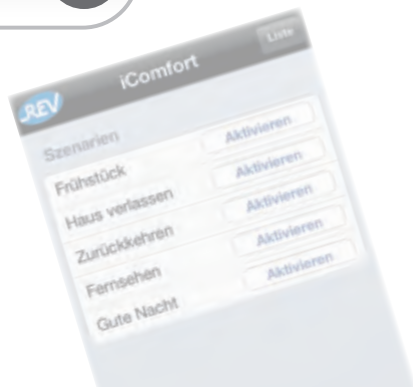 REV iComfort Liste
Szenarien
Frühstück Aktivieren
Haus verlassen Aktivieren
Zurückkehren Aktivieren
Fernsehen Aktivieren
Gute Nacht Aktivieren